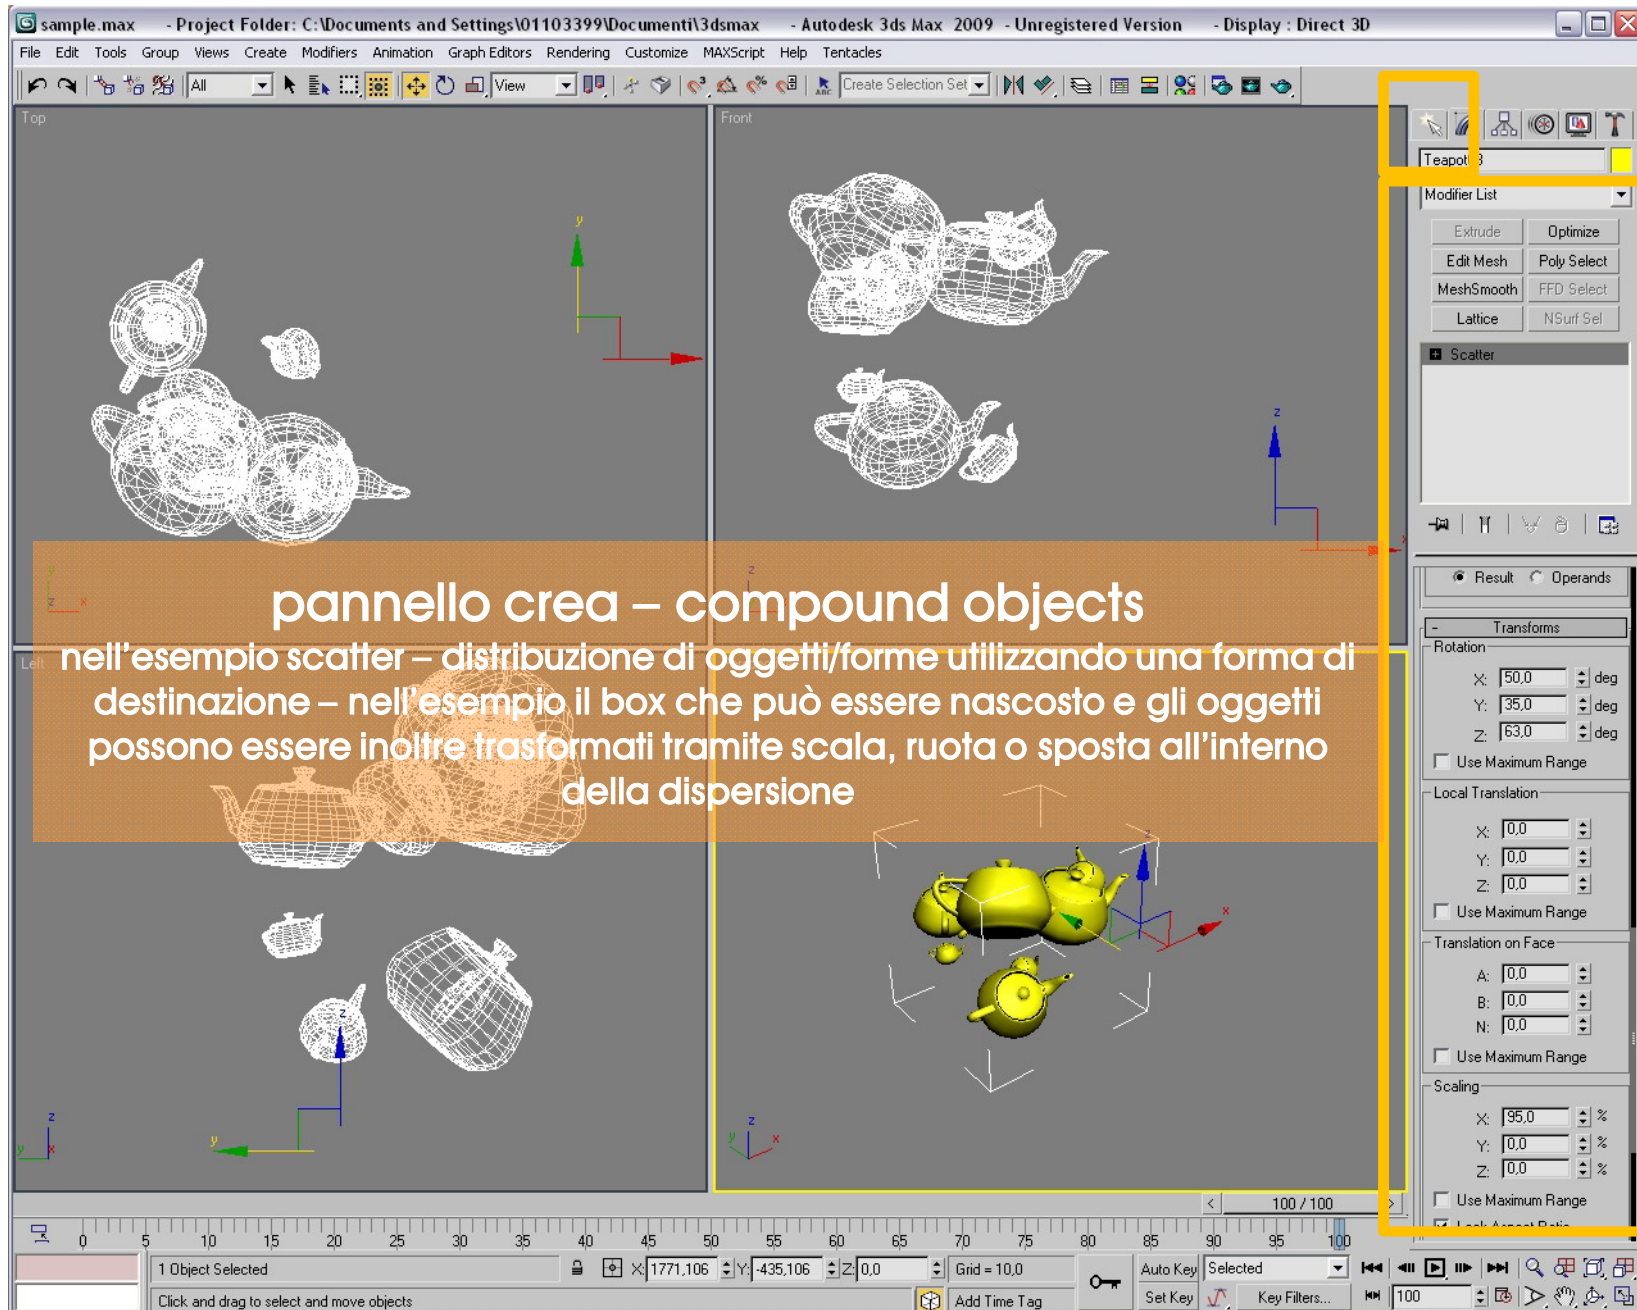 sample.max - Project Folder: C:\Documents and Settings\01103399\Documenti\3dsmax - Autodesk 3ds Max 2009 - Unregistered Version - Display : Direct 3D
File Edit Tools Group Views Create Modifiers Animation Graph Editors Rendering Customize MAXScript Help Tentacles
All View Create Selection Set
Top
Front
Modifier List
Extrude Optimize
Edit Mesh Poly Select
MeshSmooth FFD Select
Lattice NSurf Sel
Scatter
Result Operands
pannello crea – compound objects
nell'esempio scatter – distribuzione di oggetti/forme utilizzando una forma di
destinazione – nell'esempio il box che può essere nascosto e gli oggetti
possono essere inoltre trasformati tramite scala, ruota o sposta all'interno
della dispersione
Left
- Transforms
Rotation
X: 50,0 deg
Y: 35,0 deg
Z: 63,0 deg
Use Maximum Range
Local Translation
X: 0,0
Y: 0,0
Z: 0,0
Use Maximum Range
Translation on Face
A: 0,0
B: 0,0
N: 0,0
Use Maximum Range
Scaling
X: 95,0 %
Y: 0,0 %
Z: 0,0 %
Use Maximum Range
Lock Aspect Ratio
< 100 / 100 >
0 5 10 15 20 25 30 35 40 45 50 55 60 65 70 75 80 85 90 95 100
1 Object Selected X: 1771,106 Y: -435,106 Z: 0,0 Grid = 10,0 Auto Key Selected
Click and drag to select and move objects Add Time Tag Set Key Key Filters... 100